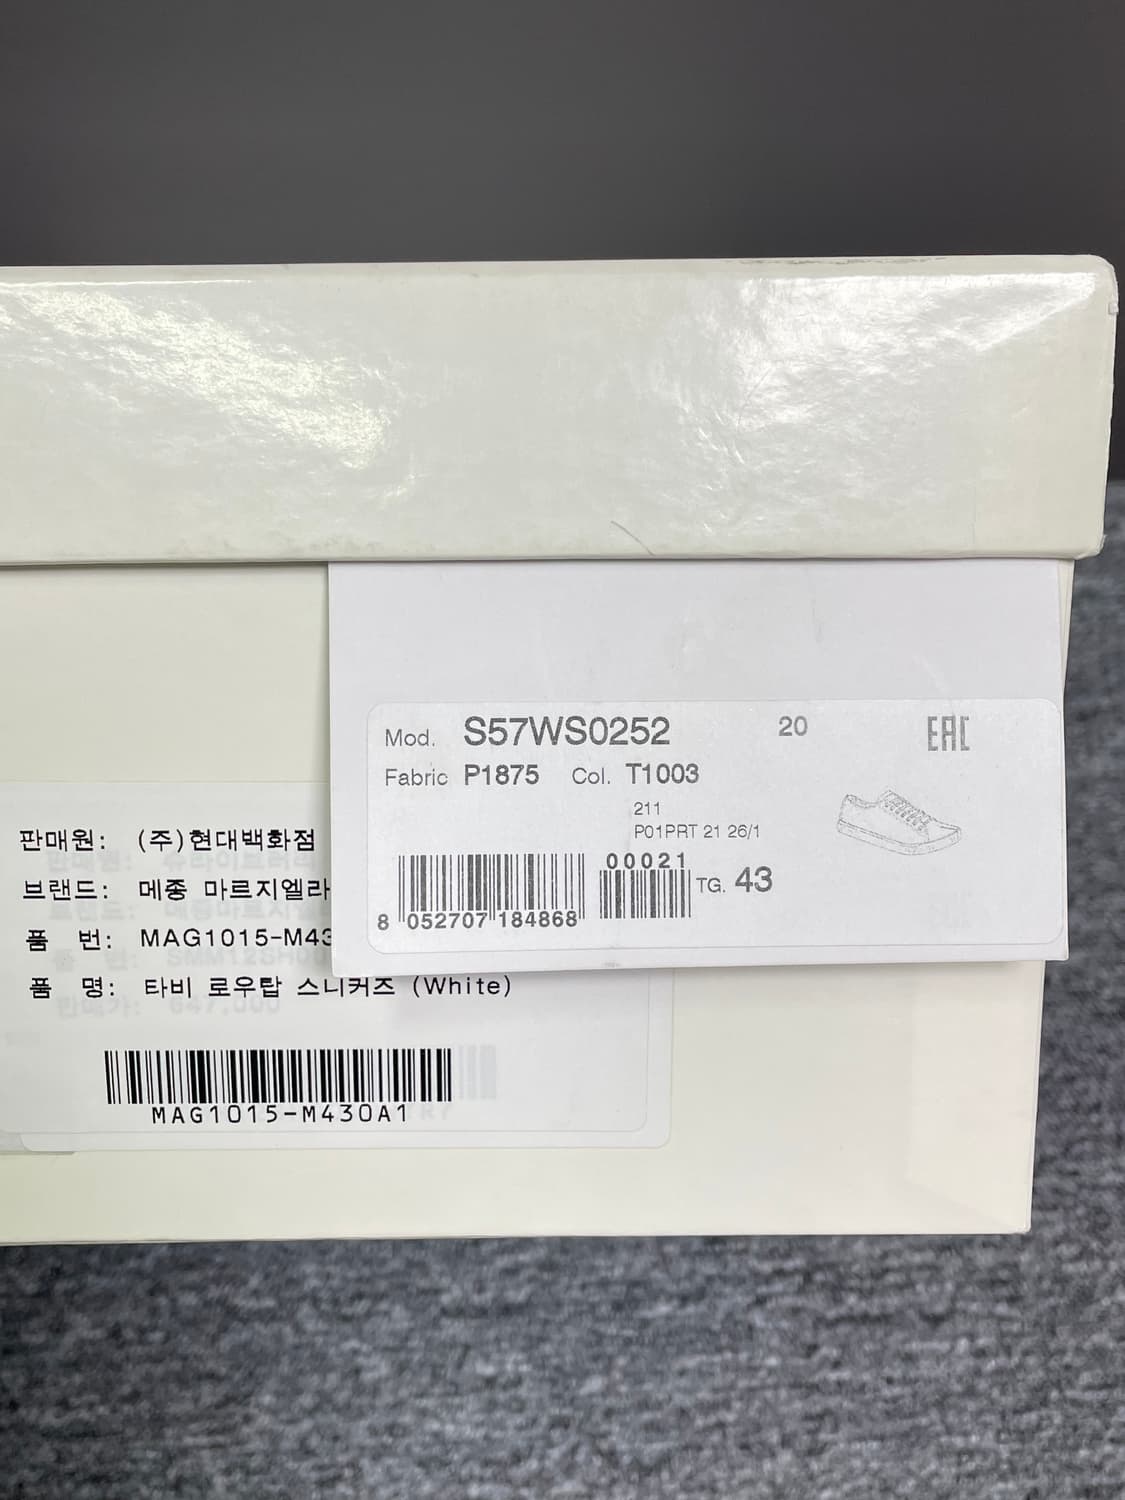 Mod. S57WS0252 20 EAC
Fabric P1875 Col. T1003
211
P01PRT 21 26/1
00021
TG. 43
8 052707 184868
판매원: (주)현대백화점
브랜드: 메종 마르지엘라
품 번: MAG1015-M43
품 명: 타비 로우탑 스니커즈 (White)
MAG1015-M430A1